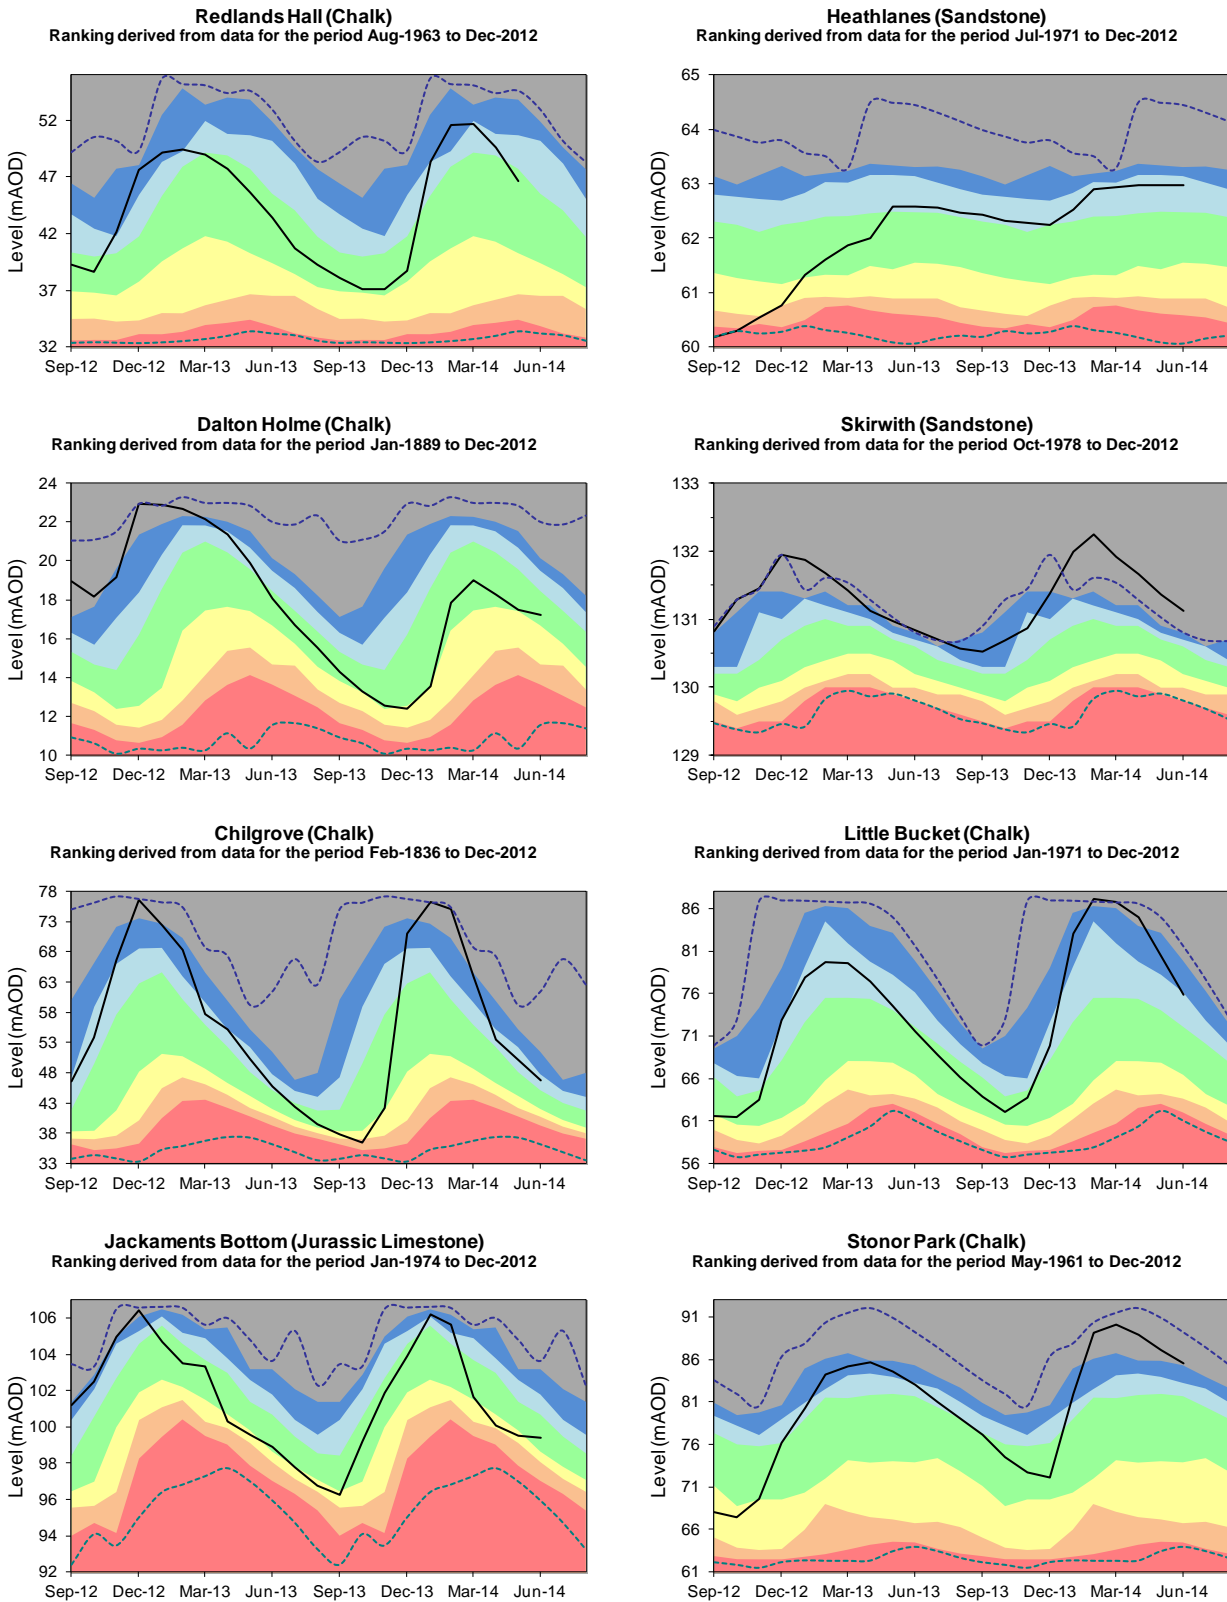 Redlands Hall (Chalk)
Ranking derived from data for the period Aug-1963 to Dec-2012
Level (mAOD)
52
47
42
37
32
Sep-12 Dec-12 Mar-13 Jun-13 Sep-13 Dec-13 Mar-14 Jun-14
Heathlanes (Sandstone)
Ranking derived from data for the period Jul-1971 to Dec-2012
Level (mAOD)
65
64
63
62
61
60
Sep-12 Dec-12 Mar-13 Jun-13 Sep-13 Dec-13 Mar-14 Jun-14
Dalton Holme (Chalk)
Ranking derived from data for the period Jan-1889 to Dec-2012
Level (mAOD)
24
22
20
18
16
14
12
10
Sep-12 Dec-12 Mar-13 Jun-13 Sep-13 Dec-13 Mar-14 Jun-14
Skirwith (Sandstone)
Ranking derived from data for the period Oct-1978 to Dec-2012
Level (mAOD)
133
132
131
130
129
Sep-12 Dec-12 Mar-13 Jun-13 Sep-13 Dec-13 Mar-14 Jun-14
Chilgrove (Chalk)
Ranking derived from data for the period Feb-1836 to Dec-2012
Level (mAOD)
78
73
68
63
58
53
48
43
38
33
Sep-12 Dec-12 Mar-13 Jun-13 Sep-13 Dec-13 Mar-14 Jun-14
Little Bucket (Chalk)
Ranking derived from data for the period Jan-1971 to Dec-2012
Level (mAOD)
86
81
76
71
66
61
56
Sep-12 Dec-12 Mar-13 Jun-13 Sep-13 Dec-13 Mar-14 Jun-14
Jackaments Bottom (Jurassic Limestone)
Ranking derived from data for the period Jan-1974 to Dec-2012
Level (mAOD)
106
104
102
100
98
96
94
92
Sep-12 Dec-12 Mar-13 Jun-13 Sep-13 Dec-13 Mar-14 Jun-14
Stonor Park (Chalk)
Ranking derived from data for the period May-1961 to Dec-2012
Level (mAOD)
91
86
81
76
71
66
61
Sep-12 Dec-12 Mar-13 Jun-13 Sep-13 Dec-13 Mar-14 Jun-14